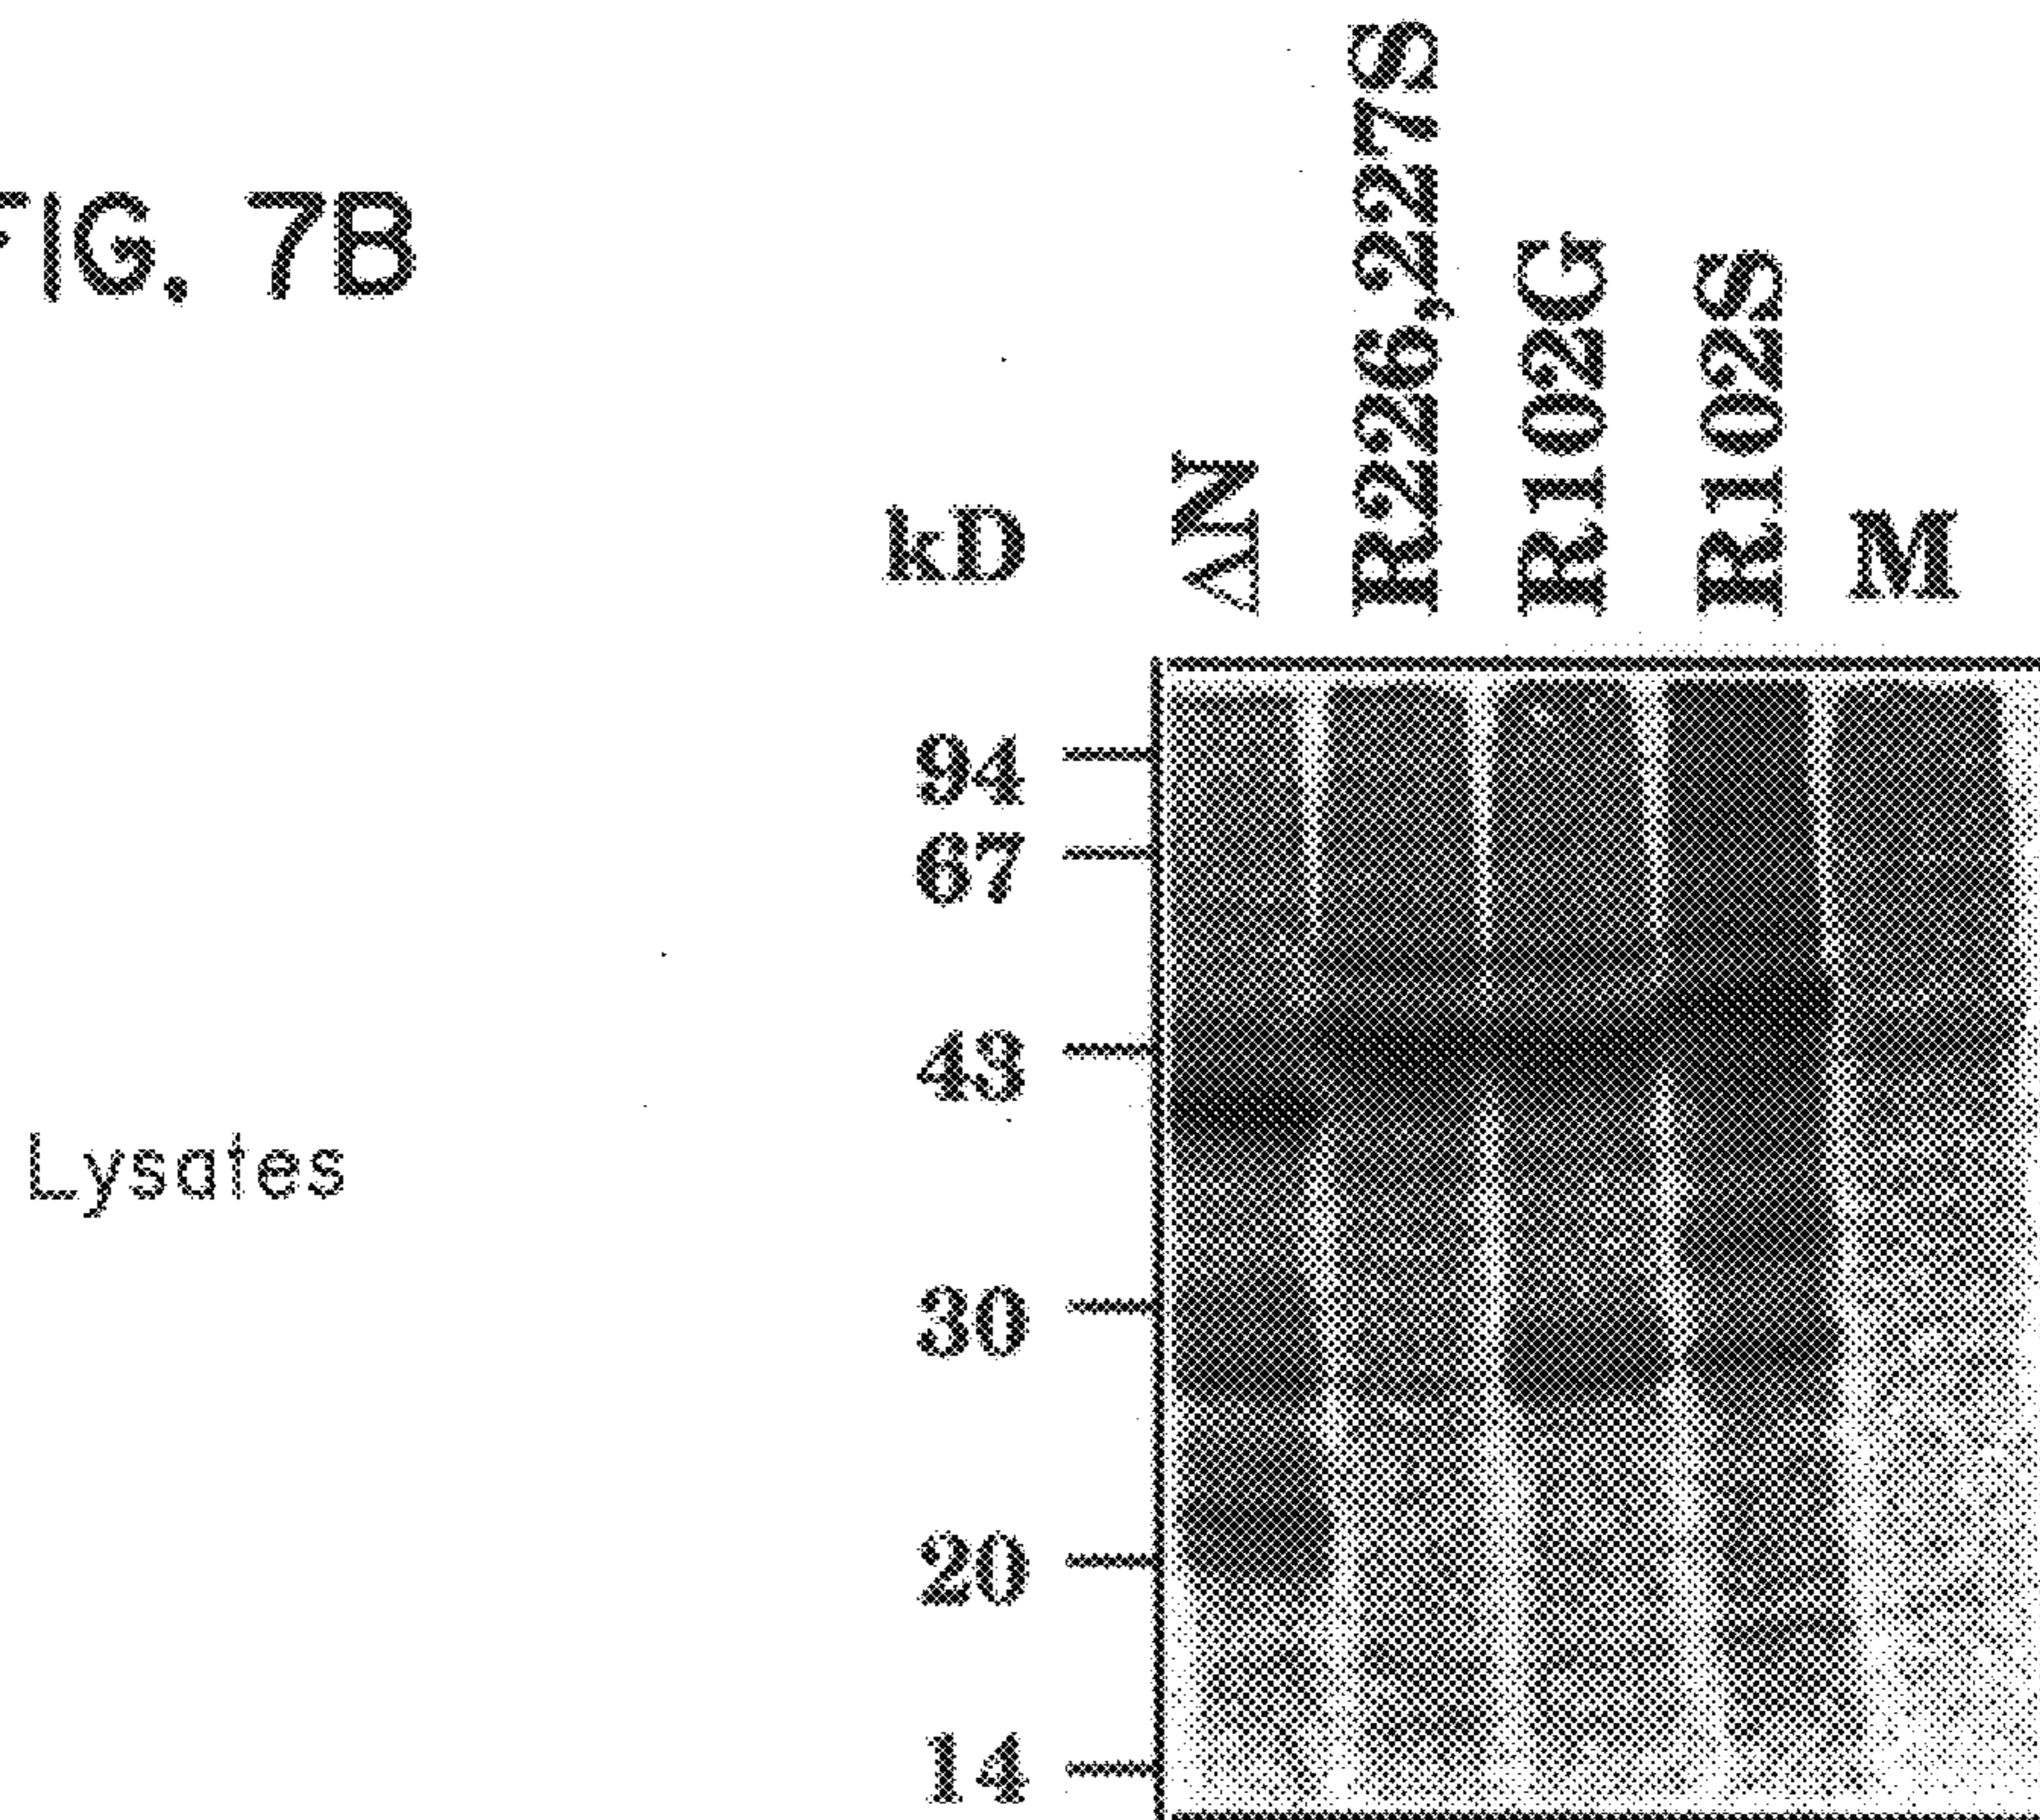 FIG. 7B
kD
ΔN
R226,227S
R102G
R102S
M
94
67
43
Lysates
30
20
14